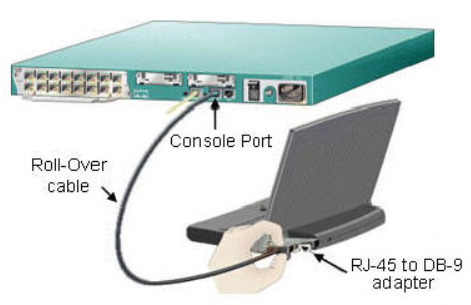 Console Port
Roll-Over
cable
RJ-45 to DB-9
adapter